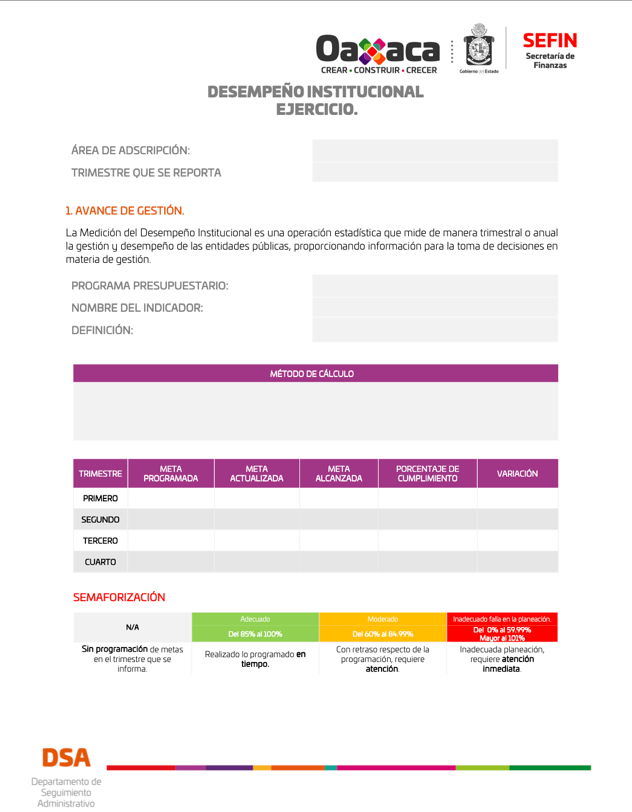 Oaxaca
CREAR • CONSTRUIR • CRECER
Gobierno del Estado
SEFIN
Secretaría de
Finanzas
DESEMPEÑO INSTITUCIONAL
EJERCICIO.
ÁREA DE ADSCRIPCIÓN:
TRIMESTRE QUE SE REPORTA
1. AVANCE DE GESTIÓN.
La Medición del Desempeño Institucional es una operación estadística que mide de manera trimestral o anual
la gestión y desempeño de las entidades públicas, proporcionando información para la toma de decisiones en
materia de gestión.
PROGRAMA PRESUPUESTARIO:
NOMBRE DEL INDICADOR:
DEFINICIÓN:
MÉTODO DE CÁLCULO
TRIMESTRE META PROGRAMADA META ACTUALIZADA META ALCANZADA PORCENTAJE DE CUMPLIMIENTO VARIACIÓN
PRIMERO
SEGUNDO
TERCERO
CUARTO
SEMAFORIZACIÓN
N/A
Adecuado
Del 85% al 100%
Moderado
Del 60% al 84.99%
Inadecuado falla en la planeación.
Del 0% al 59.99%
Mayor al 101%
Sin programación de metas
en el trimestre que se
informa.
Realizado lo programado en
tiempo.
Con retraso respecto de la
programación, requiere
atención.
Inadecuada planeación,
requiere atención
inmediata.
DSA
Departamento de
Seguimiento
Administrativo